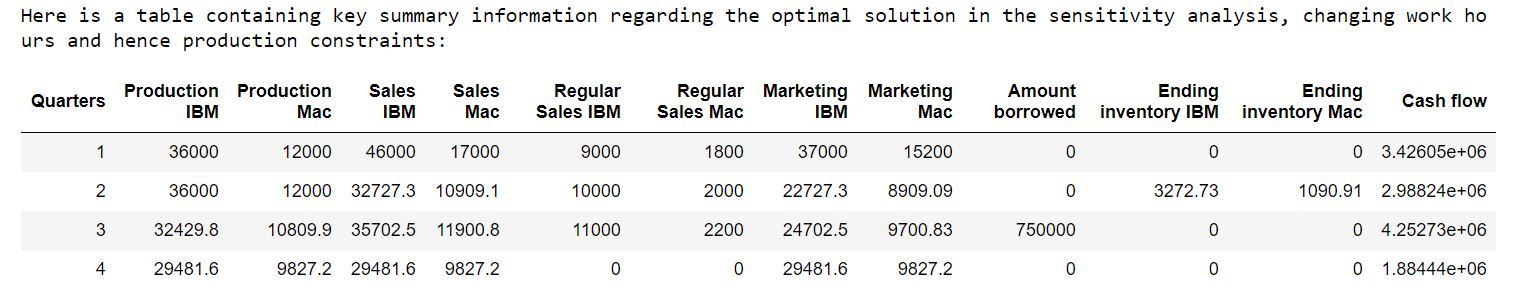 Here is a table containing key summary information regarding the optimal solution in the sensitivity analysis, changing work ho
urs and hence production constraints:
Quarters Production IBM Production Mac Sales IBM Sales Mac Regular Sales IBM Regular Sales Mac Marketing IBM Marketing Mac Amount borrowed Ending inventory IBM Ending inventory Mac Cash flow
1 36000 12000 46000 17000 9000 1800 37000 15200 0 0 0 3.42605e+06
2 36000 12000 32727.3 10909.1 10000 2000 22727.3 8909.09 0 3272.73 1090.91 2.98824e+06
3 32429.8 10809.9 35702.5 11900.8 11000 2200 24702.5 9700.83 750000 0 0 4.25273e+06
4 29481.6 9827.2 29481.6 9827.2 0 0 29481.6 9827.2 0 0 0 1.88444e+06